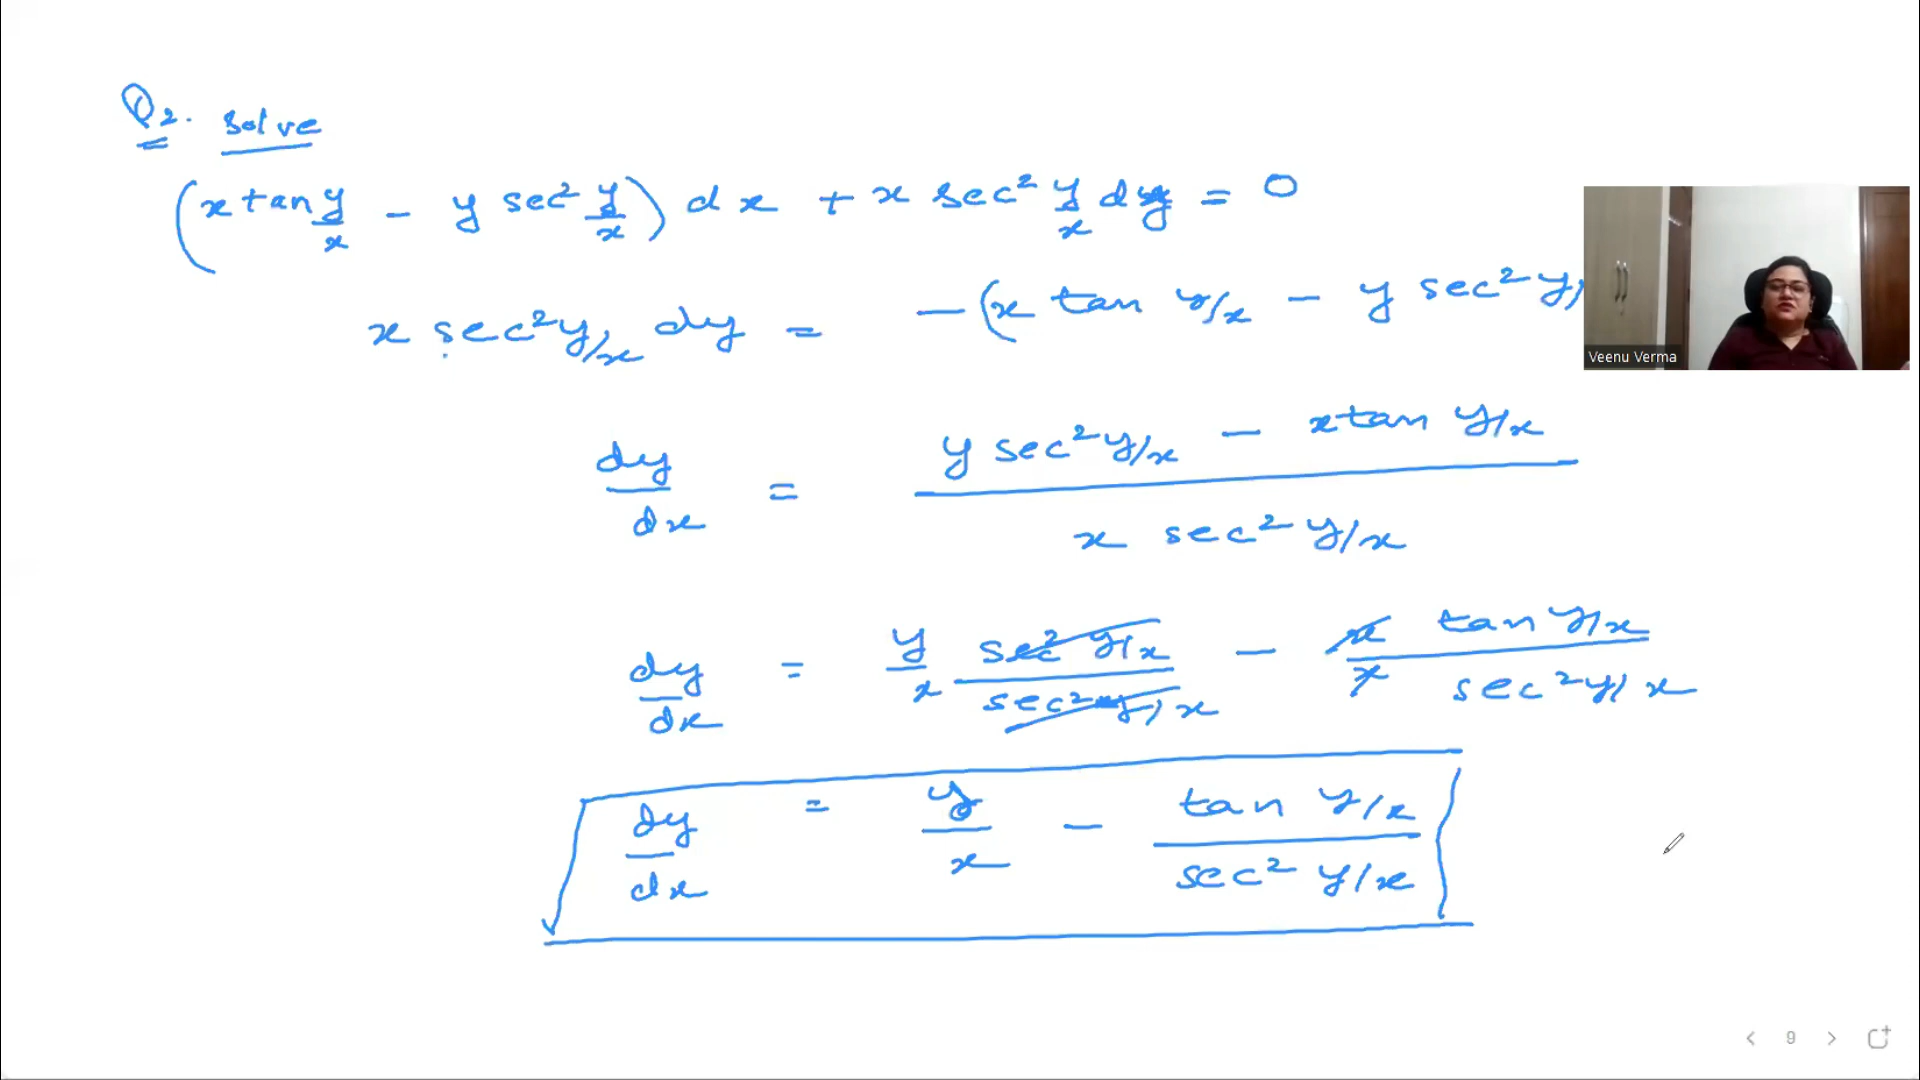 Q2. Solve
(x tan y/x - y sec² y/x) dx + x sec² y/x dy = 0
x sec² y/x dy = - (x tan y/x - y sec² y/
Veenu Verma
dy/dx = (y sec² y/x - x tan y/x) / (x sec² y/x)
dy/dx = y/x (sec² y/x)/(sec² y/x) - x/x (tan y/x)/(sec² y/x)
dy/dx = y/x - (tan y/x)/(sec² y/x)
9